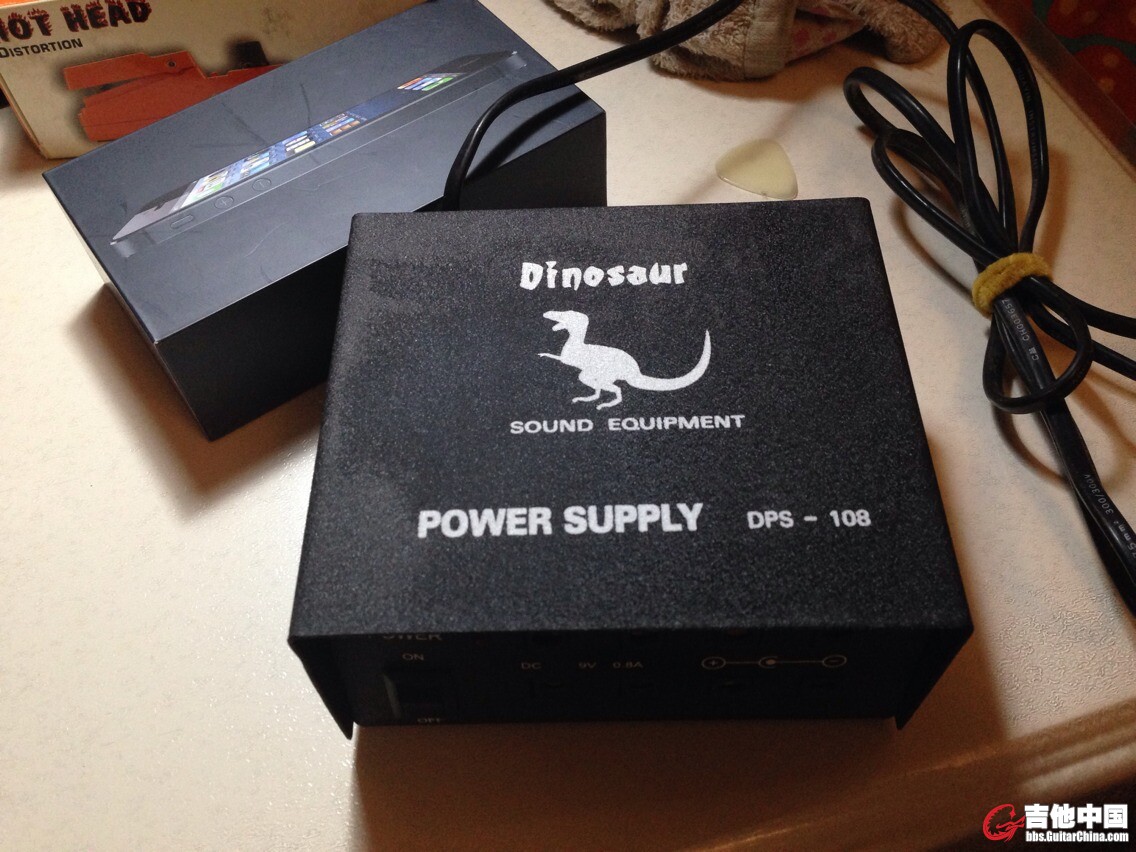 HOT HEAD
DISTORTION
Dinosaur
SOUND EQUIPMENT
POWER SUPPLY DPS - 108
POWER
ON
OFF
DC 9V 0.8A
+ -
吉他中国
bbs.GuitarChina.com